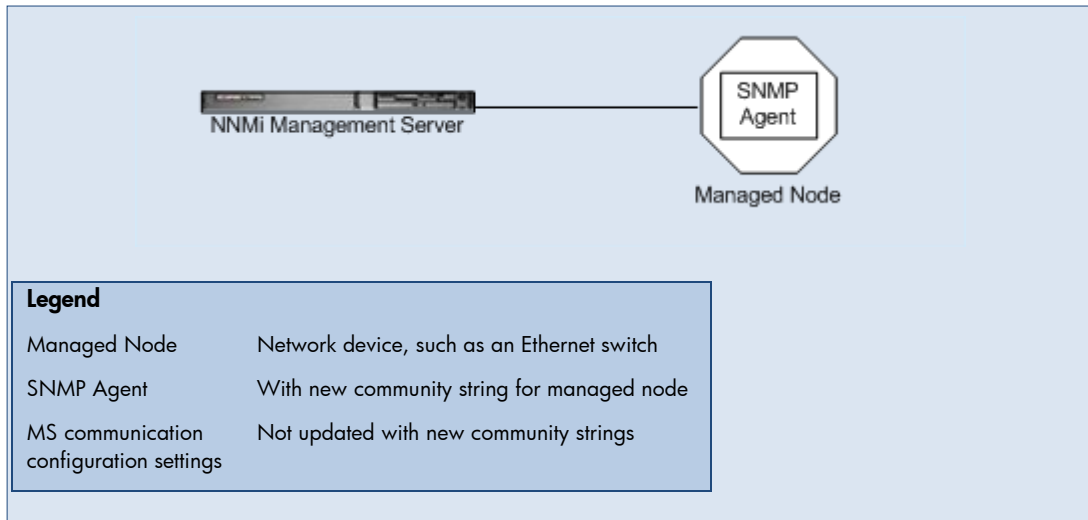 SNMP
Agent
NNMi Management Server
Managed Node
Legend
Managed Node Network device, such as an Ethernet switch
SNMP Agent With new community string for managed node
MS communication Not updated with new community strings
configuration settings